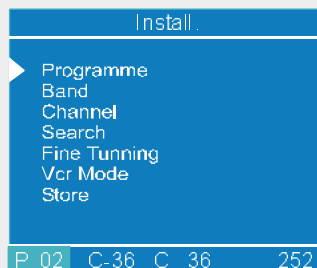 Install.
Programme
Band
Channel
Search
Fine Tunning
Vcr Mode
Store
P 02 C-36 C 36 252